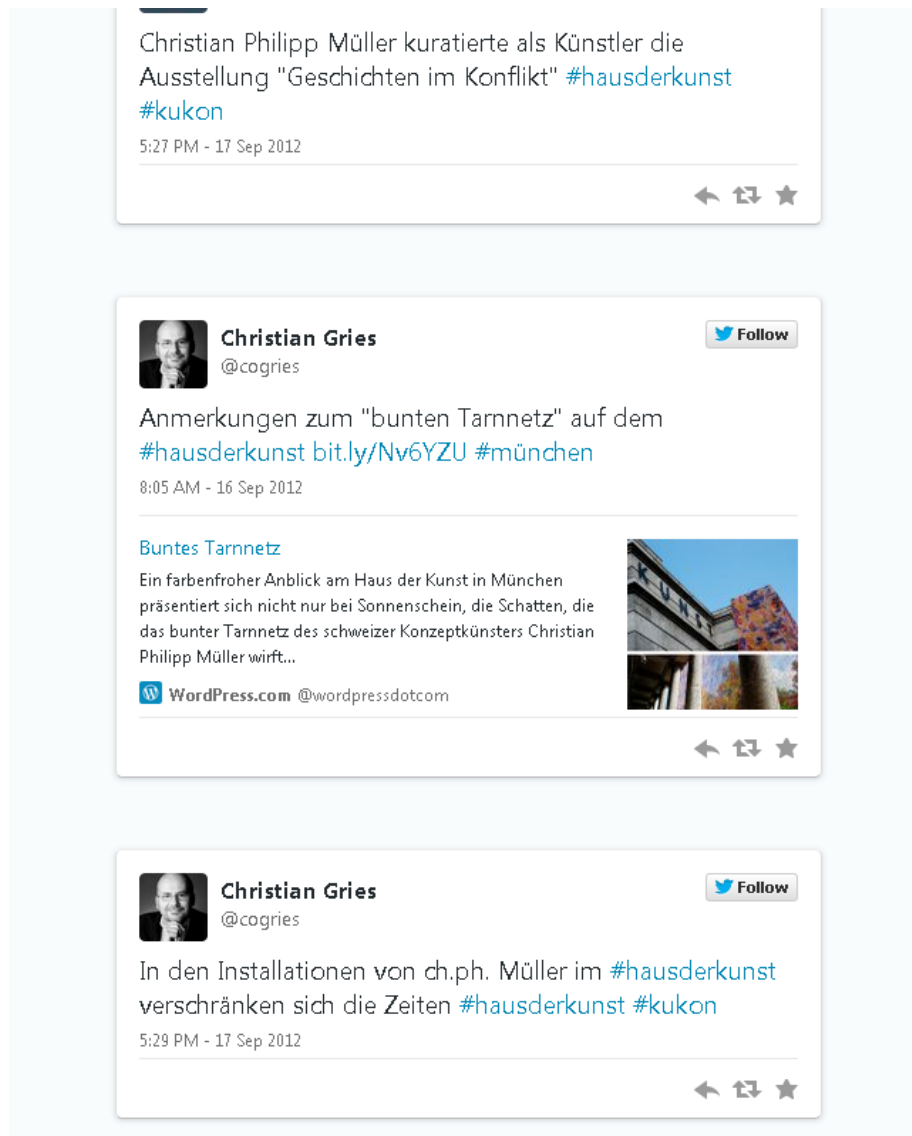 Christian Philipp Müller kuratierte als Künstler die
Ausstellung "Geschichten im Konflikt" #hausderkunst
#kukon
5:27 PM - 17 Sep 2012
Christian Gries
Follow
@cogries
Anmerkungen zum "bunten Tarnnetz" auf dem
#hausderkunst bit.ly/Nv6YZU #münchen
8:05 AM - 16 Sep 2012
Buntes Tarnnetz
Ein farbenfroher Anblick am Haus der Kunst in München
präsentiert sich nicht nur bei Sonnenschein, die Schatten, die
das bunter Tarnnetz des schweizer Konzeptkünsters Christian
Philipp Müller wirft...
KUNST
WordPress.com @wordpressdotcom
Christian Gries
Follow
@cogries
In den Installationen von ch.ph. Müller im #hausderkunst
verschränken sich die Zeiten #hausderkunst #kukon
5:29 PM - 17 Sep 2012